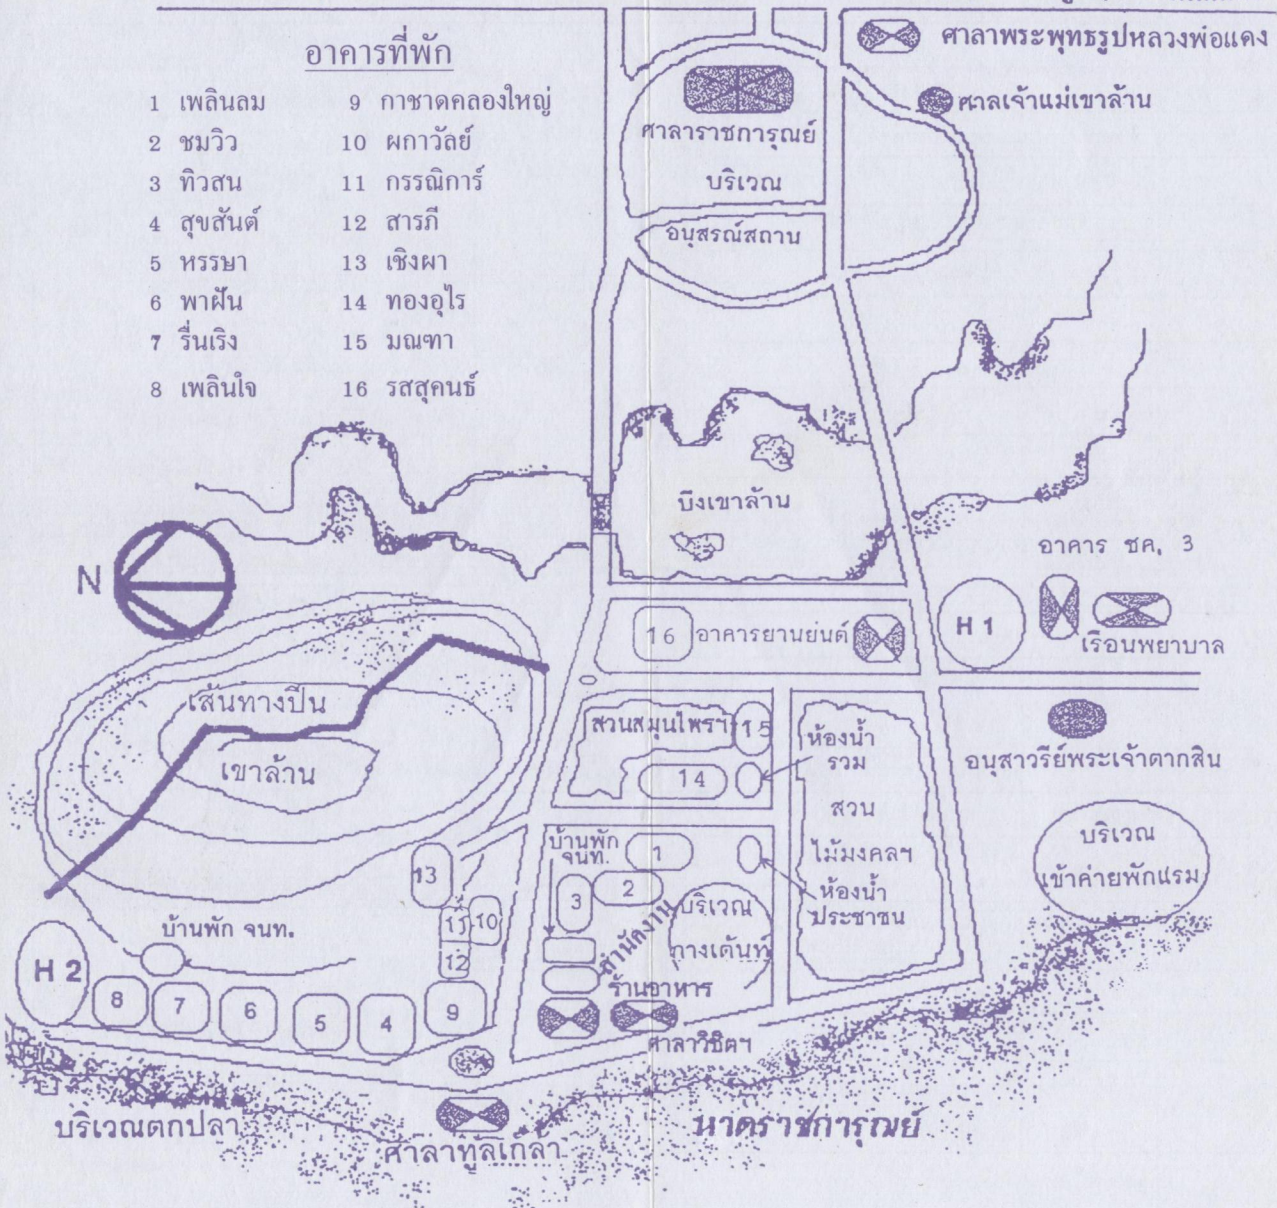 ศาลาพระพุทธรูปหลวงพ่อแดง
อาคารที่พัก
1 เพลินลม
2 ชมวิว
3 ทิวสน
4 สุขสันต์
5 หรรษา
6 พาฝัน
7 รื่นเริง
8 เพลินใจ
9 กาชาดคลองใหญ่
10 ผกาวัลย์
11 กรรณิการ์
12 สารภี
13 เชิงผา
14 ทองอุไร
15 มณฑา
16 รสสุคนธ์
ศาลาราชการุณย์
ศาลเจ้าแม่เขาล้าน
บริเวณ
อนุสรณ์สถาน
บึงเขาล้าน
อาคาร ชค. 3
N
16
อาคารยานยนต์
H 1
เรือนพยาบาล
เส้นทางปืน
เขาล้าน
สวนสมุนไพรฯ
15
ห้องน้ำ
รวม
อนุสาวรีย์พระเจ้าตากสิน
14
สวน
ไม้มงคลฯ
บริเวณ
เข้าค่ายพักแรม
บ้านพัก
จนท.
1
13
2
3
ห้องน้ำ
ประชาชน
บริเวณ
กางเต้นท์
11
10
12
บ้านพัก จนท.
สำนักงาน
ร้านอาหาร
H 2
8
7
6
5
4
9
ศาลาวิชิตฯ
บริเวณตกปลา
ศาลาทูลเกล้า
หาดราชการุณย์